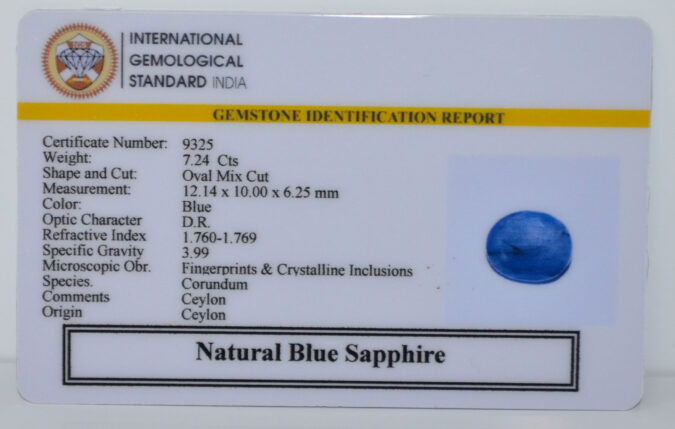 INTERNATIONAL
GEMOLOGICAL
STANDARD INDIA
GEMSTONE IDENTIFICATION REPORT
Certificate Number: 9325
Weight: 7.24 Cts
Shape and Cut: Oval Mix Cut
Measurement: 12.14 x 10.00 x 6.25 mm
Color: Blue
Optic Character D.R.
Refractive Index 1.760-1.769
Specific Gravity 3.99
Microscopic Obr. Fingerprints & Crystalline Inclusions
Species. Corundum
Comments Ceylon
Origin Ceylon
Natural Blue Sapphire